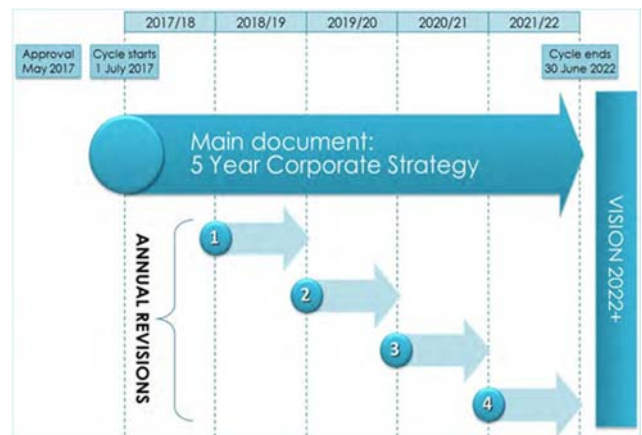 2017/18 2018/19 2019/20 2020/21 2021/22
Approval
May 2017
Cycle starts
1 July 2017
Cycle ends
30 June 2022
Main document:
5 Year Corporate Strategy
VISION 2022+
ANNUAL REVISIONS
1
2
3
4